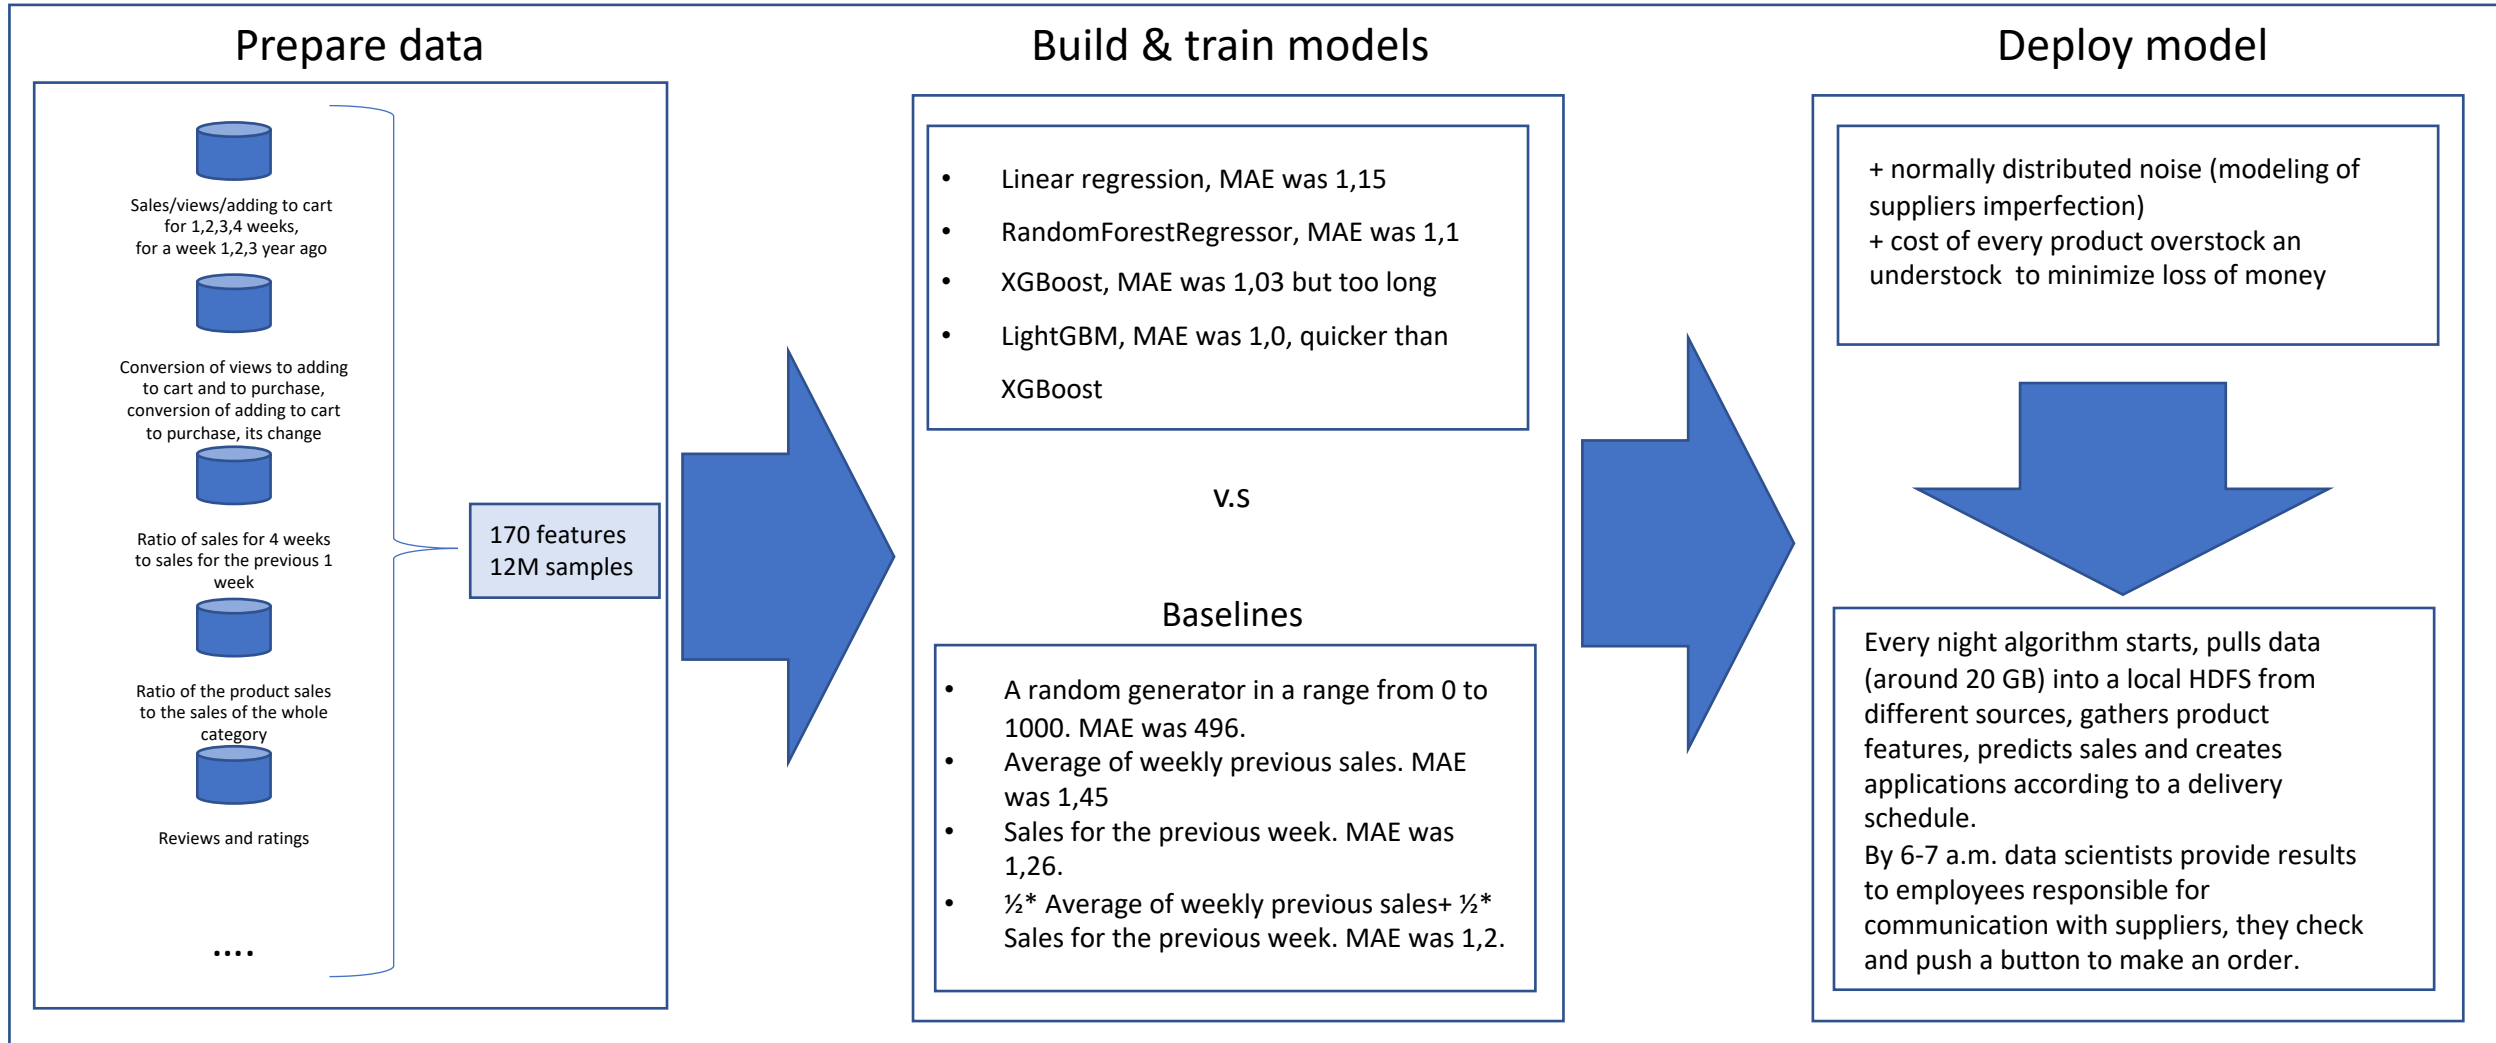 Prepare data
Sales/views/adding to cart
for 1,2,3,4 weeks,
for a week 1,2,3 year ago
Conversion of views to adding
to cart and to purchase,
conversion of adding to cart
to purchase, its change
Ratio of sales for 4 weeks
to sales for the previous 1
week
Ratio of the product sales
to the sales of the whole
category
Reviews and ratings
....
170 features
12M samples
Build & train models
• Linear regression, MAE was 1,15
• RandomForestRegressor, MAE was 1,1
• XGBoost, MAE was 1,03 but too long
• LightGBM, MAE was 1,0, quicker than
XGBoost
v.s
Baselines
• A random generator in a range from 0 to
1000. MAE was 496.
• Average of weekly previous sales. MAE
was 1,45
• Sales for the previous week. MAE was
1,26.
• ½* Average of weekly previous sales+ ½*
Sales for the previous week. MAE was 1,2.
Deploy model
+ normally distributed noise (modeling of
suppliers imperfection)
+ cost of every product overstock an
understock  to minimize loss of money
Every night algorithm starts, pulls data
(around 20 GB) into a local HDFS from
different sources, gathers product
features, predicts sales and creates
applications according to a delivery
schedule.
By 6-7 a.m. data scientists provide results
to employees responsible for
communication with suppliers, they check
and push a button to make an order.